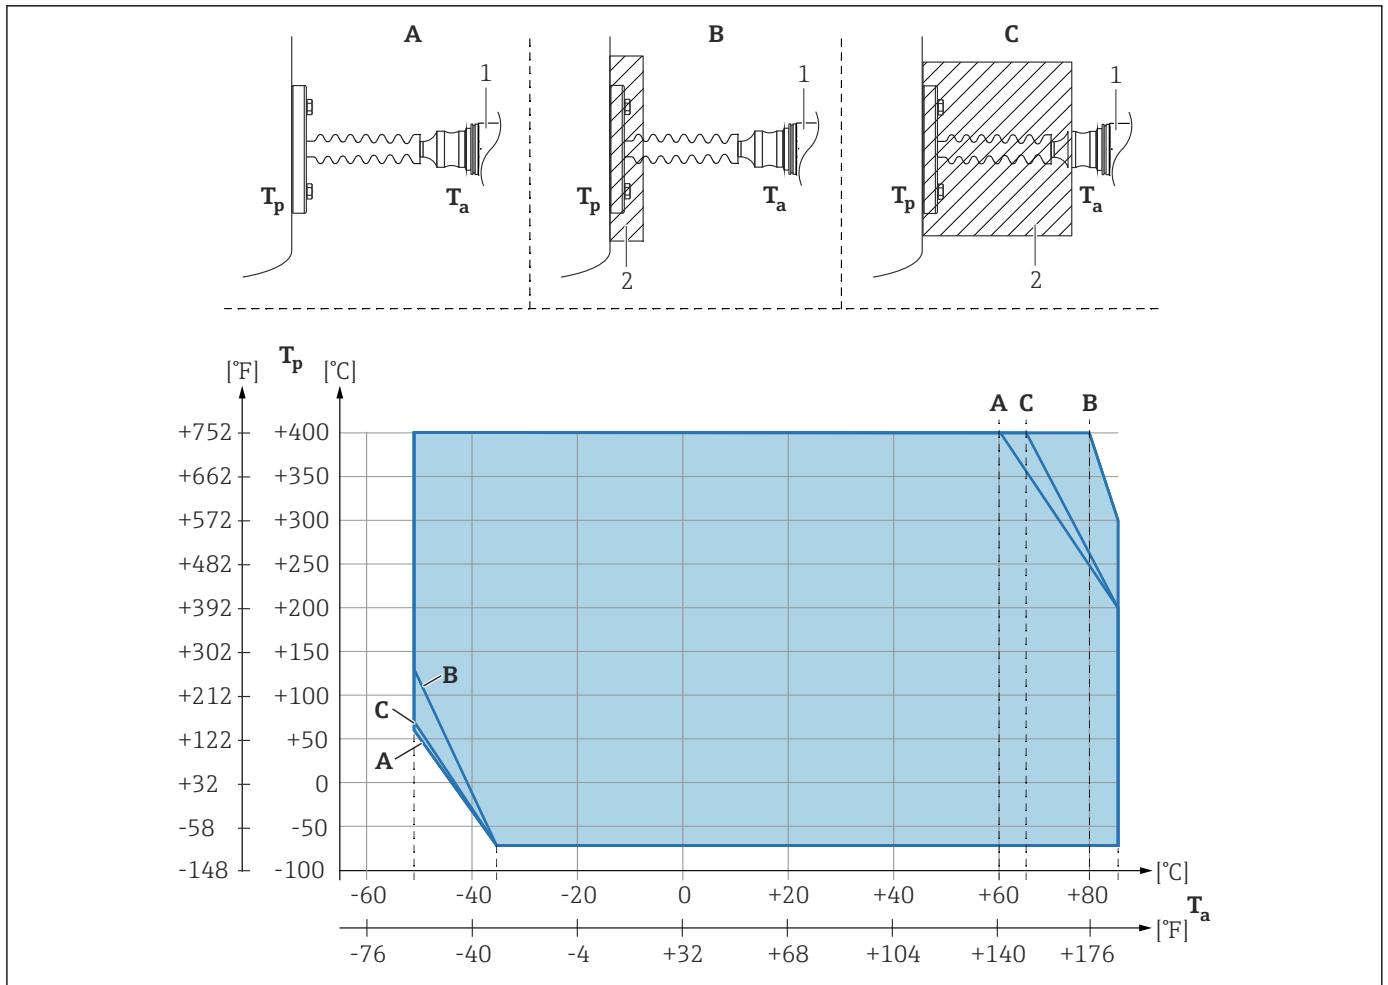 A B C
1 1 1
Tp Ta Tp Ta Tp Ta
2 2
Tp
[°F] [°C]
A C B
+752 +400
+662 +350
+572 +300
+482 +250
+392 +200
+302 +150
B
+212 +100
C
+122 +50
A
+32 0
-58 -50
-148 -100
[°C]
-60 -40 -20 0 +20 +40 +60 +80
Ta
[°F]
-76 -40 -4 +32 +68 +104 +140 +176